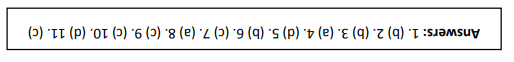 Answers: 1. (b) 2. (b) 3. (a) 4. (d) 5. (b) 6. (c) 7. (a) 8. (c) 9. (c) 10. (d) 11. (c)